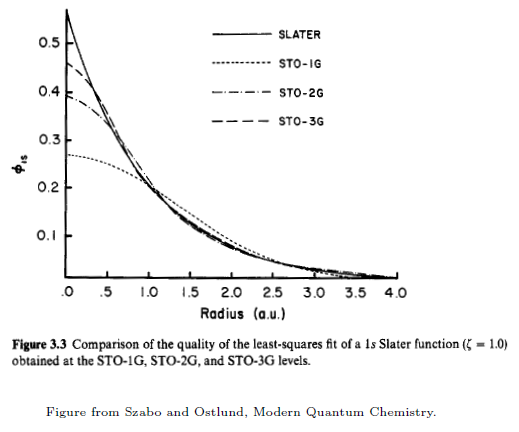 0.5
0.4
0.3
0.2
0.1
ϕ1s
SLATER
STO-1G
STO-2G
STO-3G
.0 .5 1.0 1.5 2.0 2.5 3.0 3.5 4.0
Radius (a.u.)
Figure 3.3 Comparison of the quality of the least-squares fit of a 1s Slater function (ζ = 1.0)
obtained at the STO-1G, STO-2G, and STO-3G levels.
Figure from Szabo and Ostlund, Modern Quantum Chemistry.